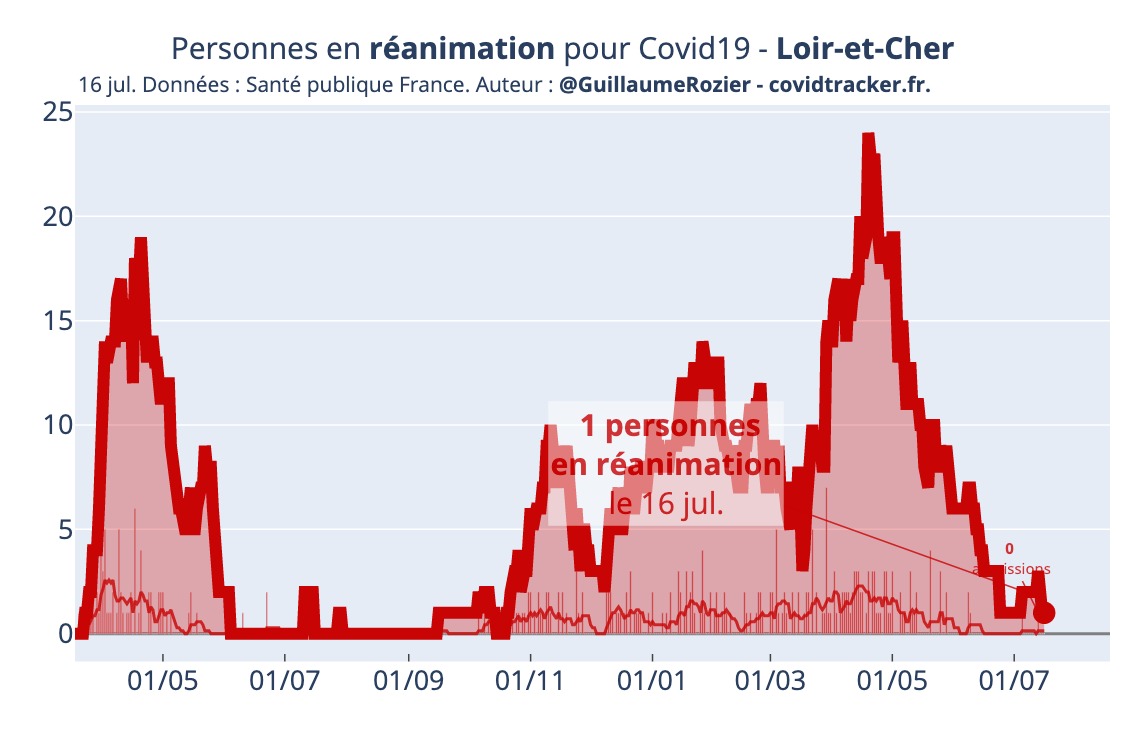 Personnes en réanimation pour Covid19 - Loir-et-Cher
16 jul. Données : Santé publique France. Auteur : @GuillaumeRozier - covidtracker.fr.
25
20
15
10
5
0
1 personnes
en réanimation
le 16 jul.
0
admissions
01/05
01/07
01/09
01/11
01/01
01/03
01/05
01/07